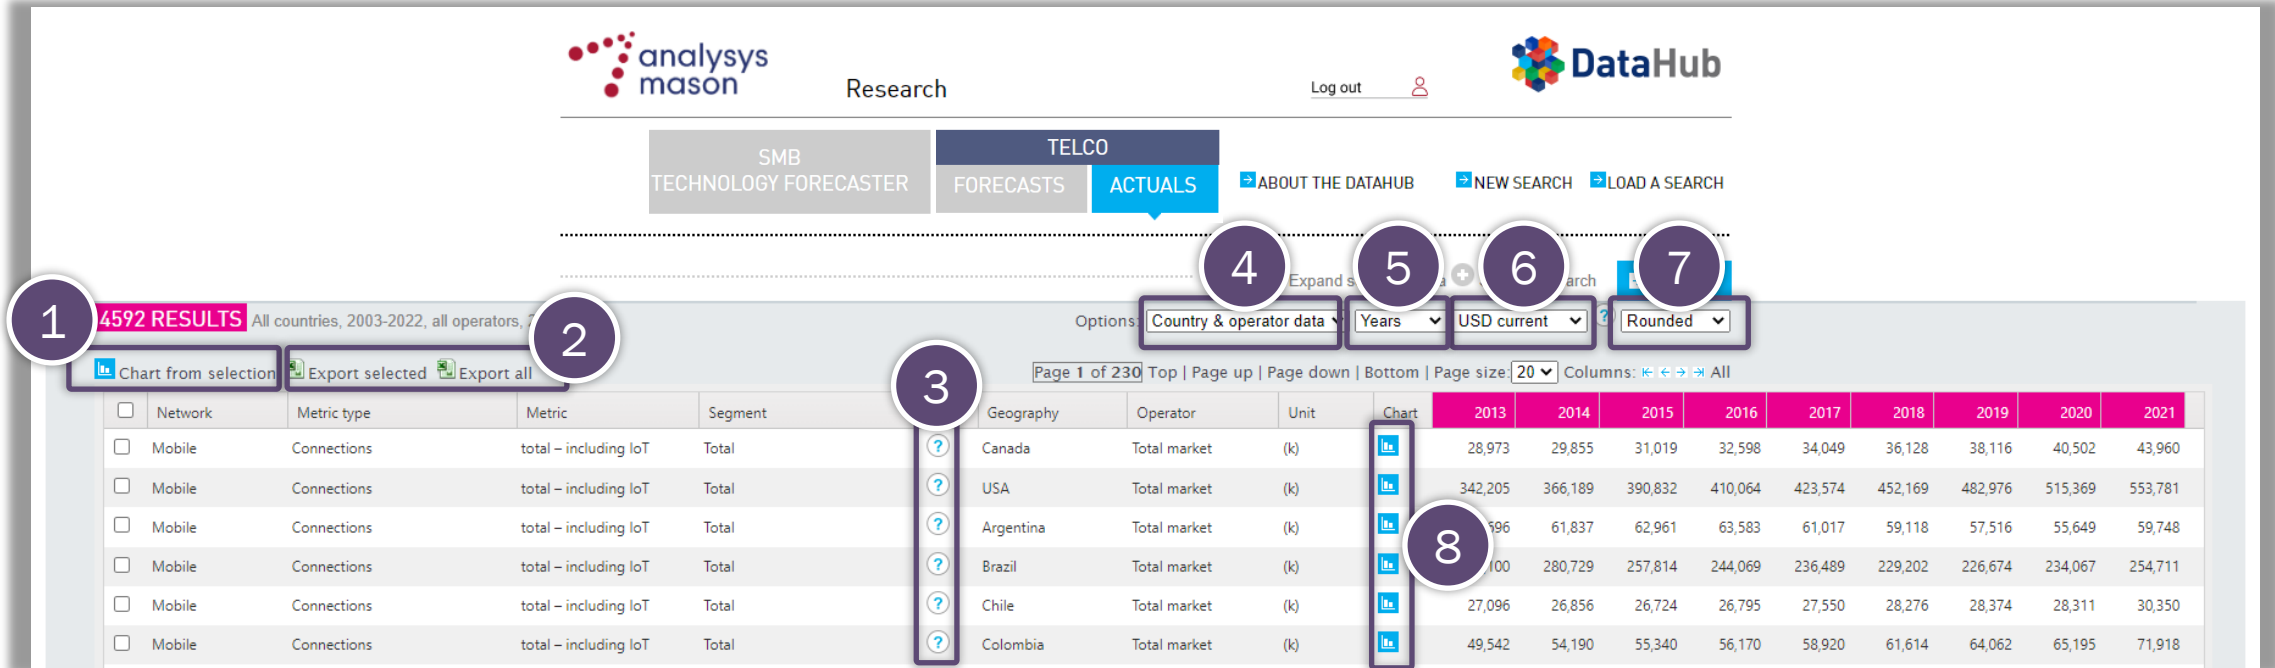 analysys
mason
Research
Log out
DataHub
SMB
TECHNOLOGY FORECASTER
TELCO
FORECASTS
ACTUALS
ABOUT THE DATAHUB
NEW SEARCH
LOAD A SEARCH
4
5
6
7
Expand s
a
arch
1
2
4592 RESULTS All countries, 2003-2022, all operators,
Options: Country & operator data Years USD current ? Rounded
Chart from selection Export selected Export all
Page 1 of 230 Top | Page up | Page down | Bottom | Page size: 20 Columns: All
3
Network Metric type Metric Segment Geography Operator Unit Chart 2013 2014 2015 2016 2017 2018 2019 2020 2021
Mobile Connections total – including IoT Total ? Canada Total market (k) 28,973 29,855 31,019 32,598 34,049 36,128 38,116 40,502 43,960
Mobile Connections total – including IoT Total ? USA Total market (k) 342,205 366,189 390,832 410,064 423,574 452,169 482,976 515,369 553,781
Mobile Connections total – including IoT Total ? Argentina Total market (k) 696 61,837 62,961 63,583 61,017 59,118 57,516 55,649 59,748
8
Mobile Connections total – including IoT Total ? Brazil Total market (k) 100 280,729 257,814 244,069 236,489 229,202 226,674 234,067 254,711
Mobile Connections total – including IoT Total ? Chile Total market (k) 27,096 26,856 26,724 26,795 27,550 28,276 28,374 28,311 30,350
Mobile Connections total – including IoT Total ? Colombia Total market (k) 49,542 54,190 55,340 56,170 58,920 61,614 64,062 65,195 71,918